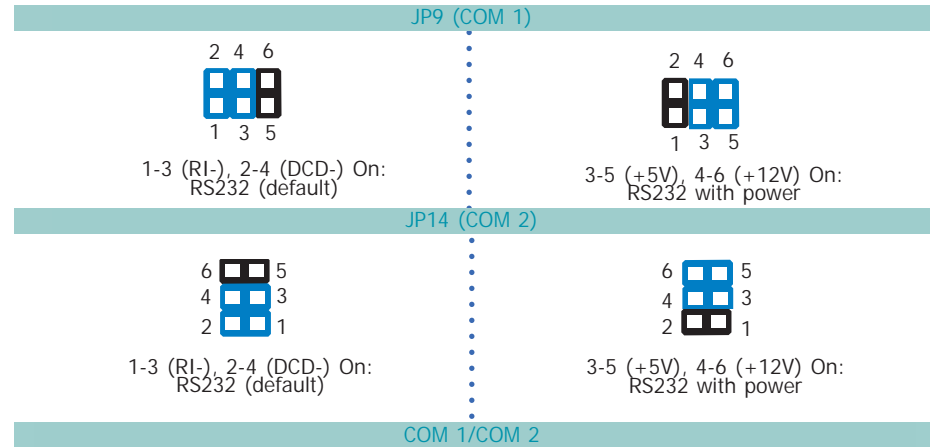 JP9 (COM 1)
2 4 6
1 3 5
1-3 (RI-), 2-4 (DCD-) On:
RS232 (default)
2 4 6
1 3 5
3-5 (+5V), 4-6 (+12V) On:
RS232 with power
JP14 (COM 2)
6 5
4 3
2 1
1-3 (RI-), 2-4 (DCD-) On:
RS232 (default)
6 5
4 3
2 1
3-5 (+5V), 4-6 (+12V) On:
RS232 with power
COM 1/COM 2